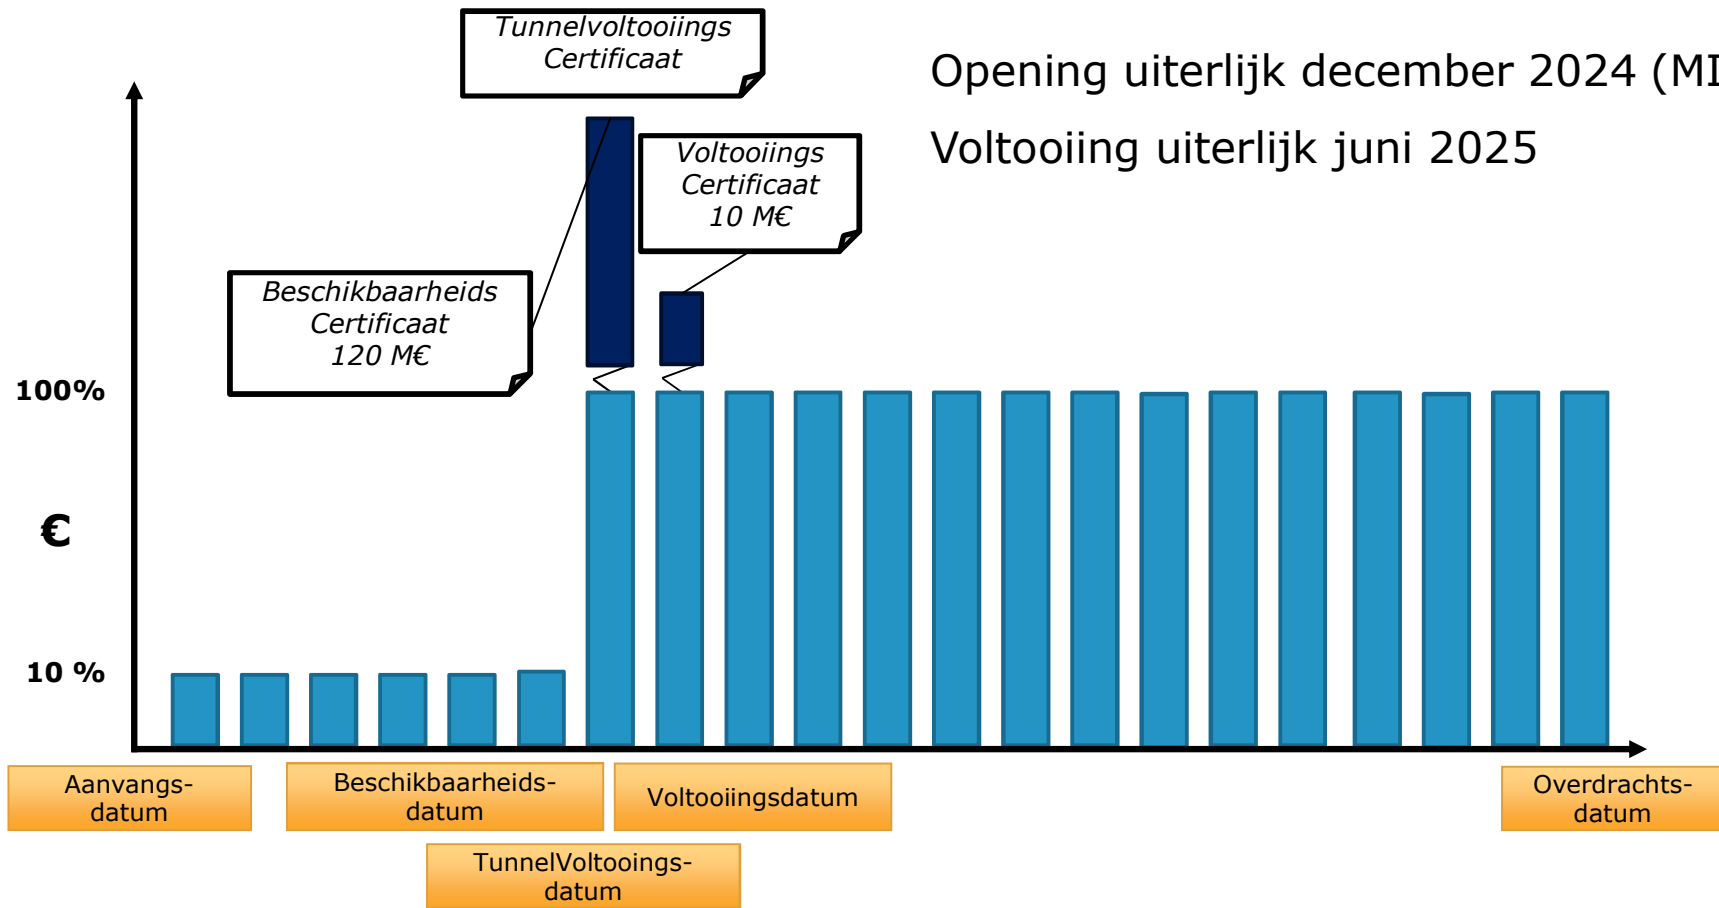 Tunnelvoltooiings
Certificaat
Opening uiterlijk december 2024 (MI
Voltooiing uiterlijk juni 2025
Voltooiings
Certificaat
10 M€
Beschikbaarheids
Certificaat
120 M€
100%
€
10 %
Aanvangs-
datum
Beschikbaarheids-
datum
Voltooiingsdatum
Overdrachts-
datum
TunnelVoltooings-
datum